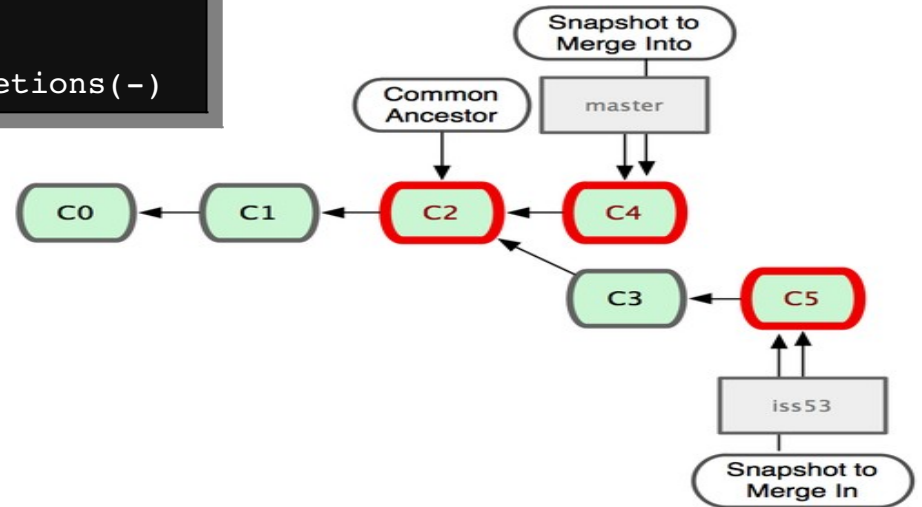 etions(-)
Snapshot to
Merge Into
Common
Ancestor
master
C0
C1
C2
C4
C3
C5
iss53
Snapshot to
Merge In